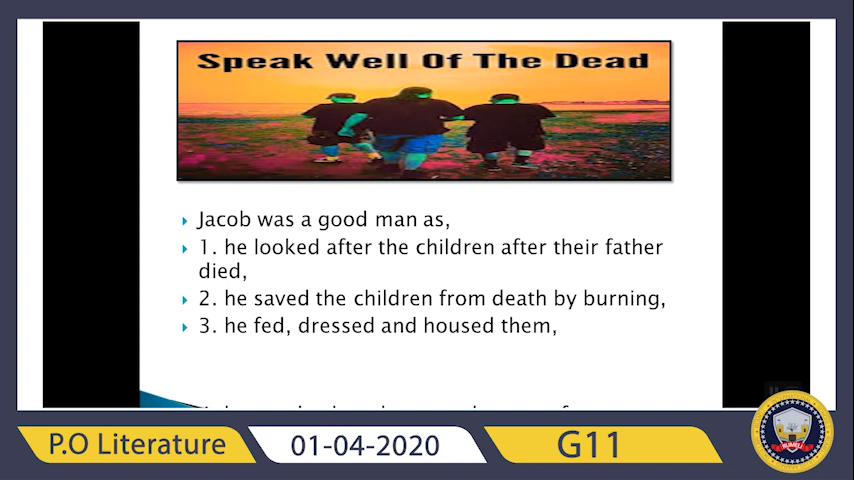 Speak Well Of The Dead
Jacob was a good man as,
1. he looked after the children after their father
died,
2. he saved the children from death by burning,
3. he fed, dressed and housed them,
P.O Literature
01-04-2020
G11